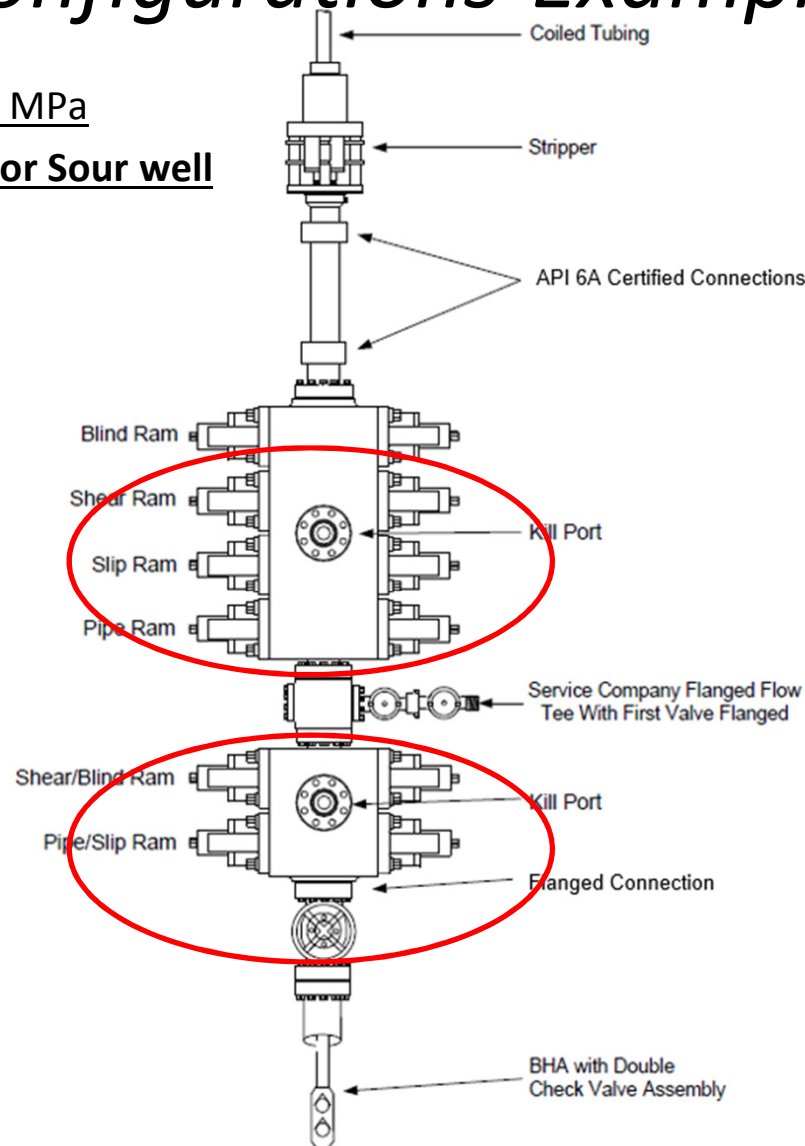 Coiled Tubing
MPa
Stripper
or Sour well
API 6A Certified Connections
Blind Ram
Shear Ram
Kill Port
Slip Ram
Pipe Ram
Service Company Flanged Flow
Tee With First Valve Flanged
Shear/Blind Ram
Kill Port
Pipe/Slip Ram
Flanged Connection
BHA with Double
Check Valve Assembly